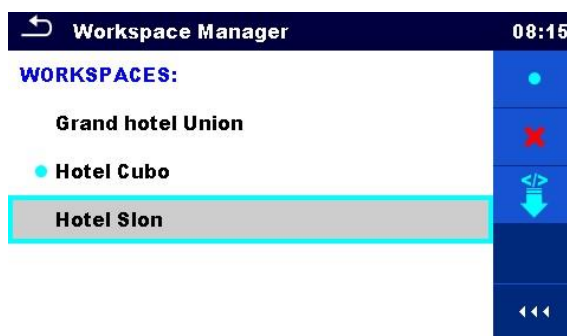 Workspace Manager 08:15
WORKSPACES:
Grand hotel Union
Hotel Cubo
</>
Hotel Slon